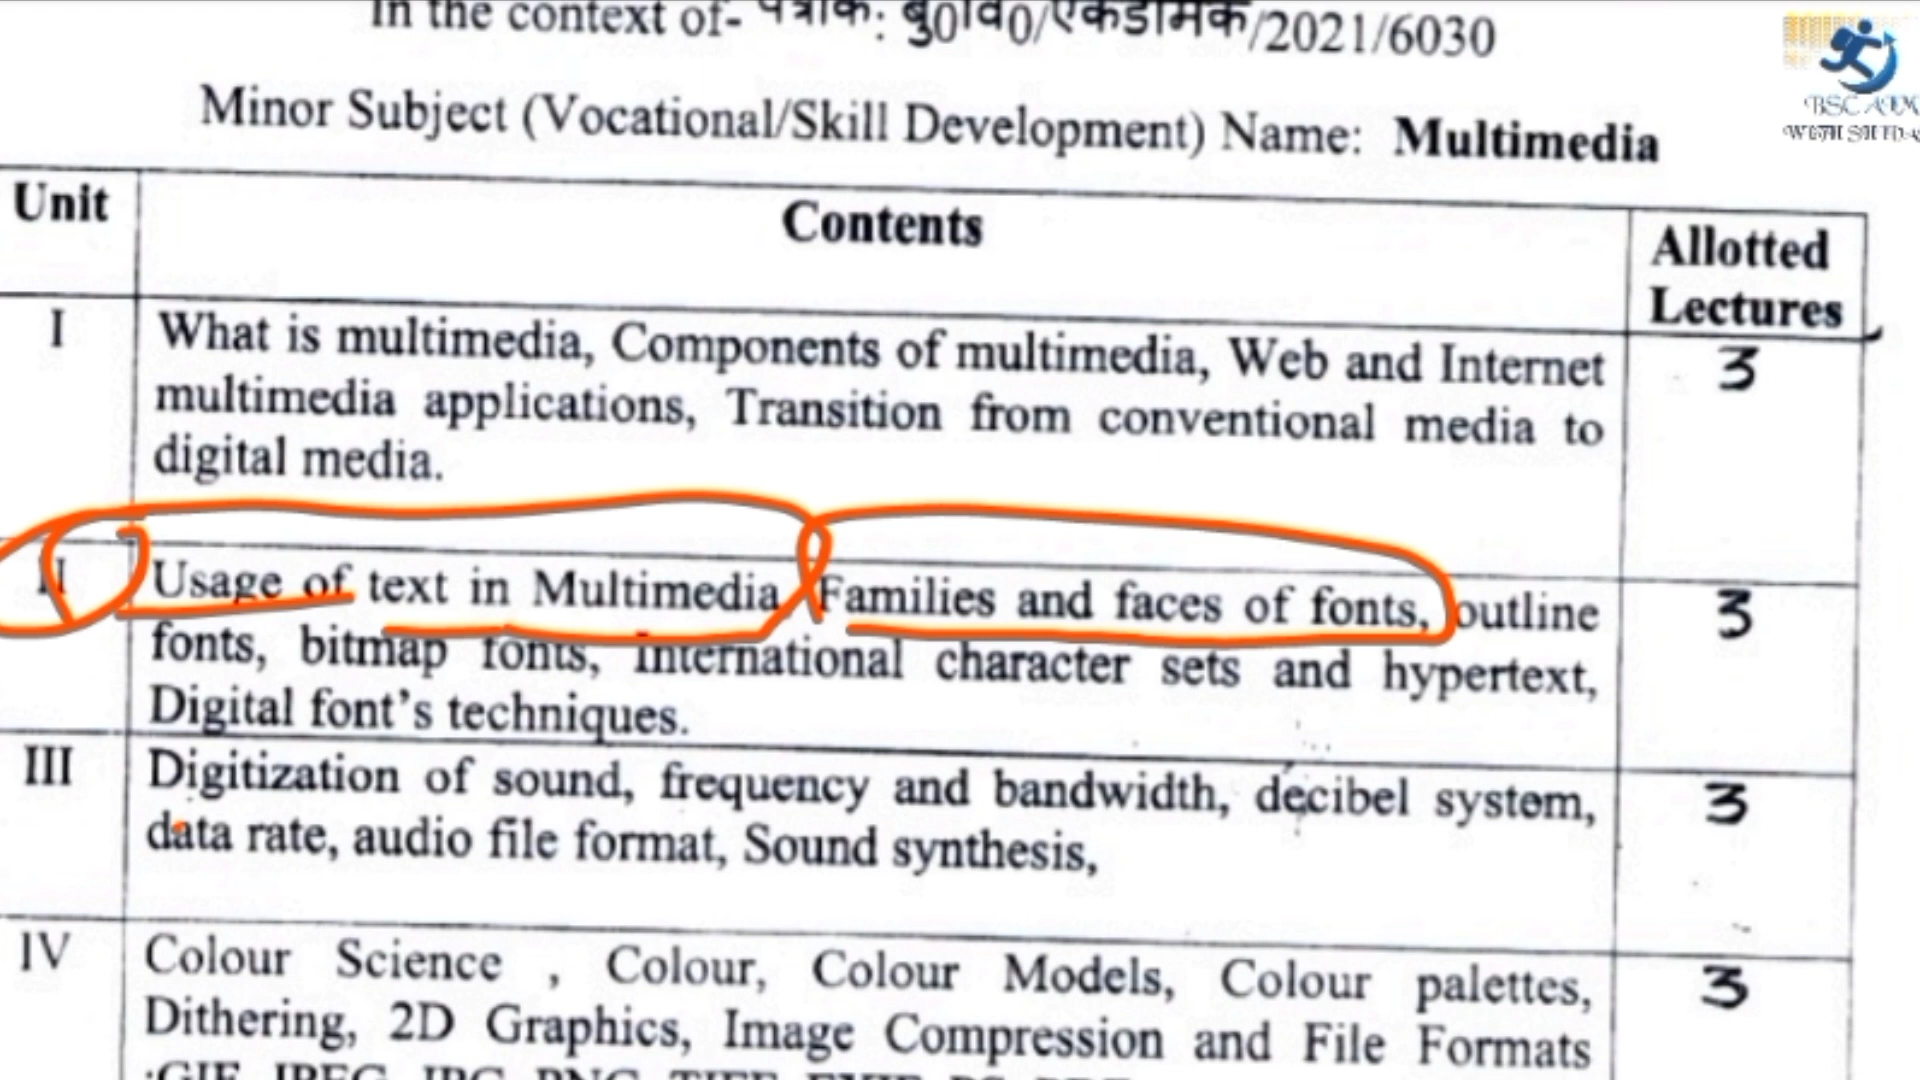 In the context of- पत्रांक: बु0वि0/एकेडमिक/2021/6030
Minor Subject (Vocational/Skill Development) Name: Multimedia
Unit
Contents
Allotted
Lectures
I
What is multimedia, Components of multimedia, Web and Internet
multimedia applications, Transition from conventional media to
digital media.
3
II
Usage of text in Multimedia, Families and faces of fonts, outline
fonts, bitmap fonts, International character sets and hypertext,
Digital font's techniques.
3
III
Digitization of sound, frequency and bandwidth, decibel system,
data rate, audio file format, Sound synthesis,
3
IV
Colour Science , Colour, Colour Models, Colour palettes,
Dithering, 2D Graphics, Image Compression and File Formats
3